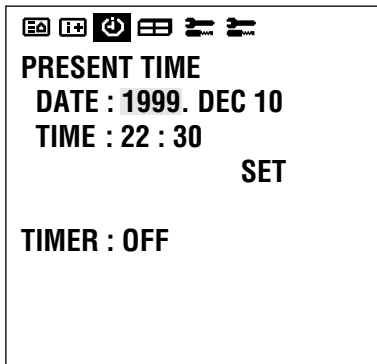 PRESENT TIME
DATE : 1999. DEC 10
TIME : 22 : 30
SET
TIMER : OFF